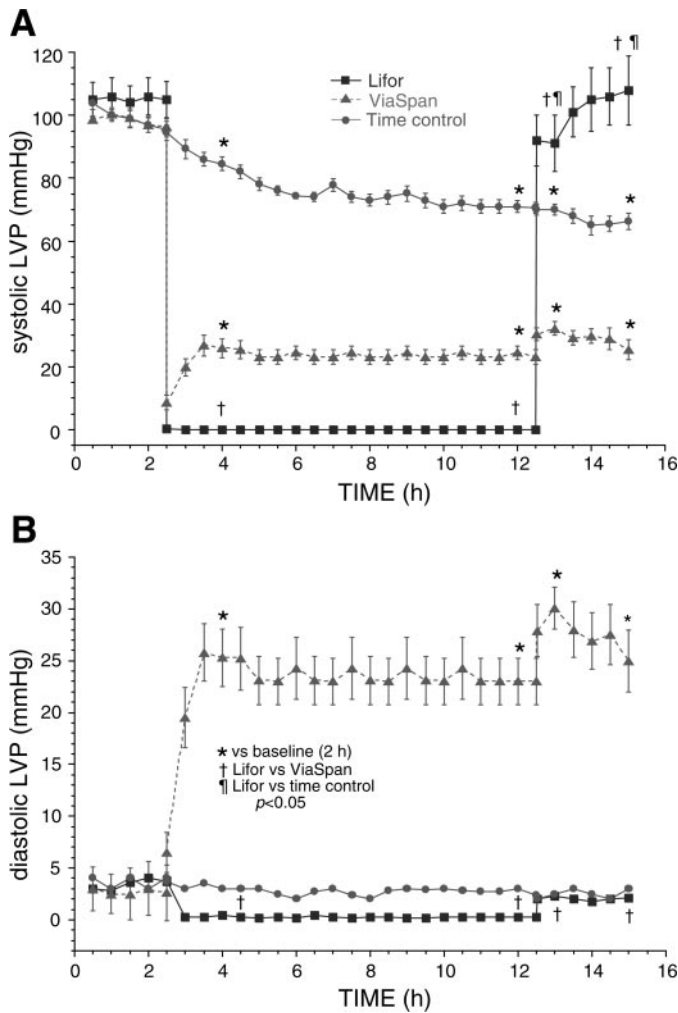 A
systolic LVP (mmHg)
120
100
80
60
40
20
0
Lifor
ViaSpan
Time control
*
†¶
† ¶
* * *
*
*
* * *
† †
0 2 4 6 8 10 12 14 16
TIME (h)
B
diastolic LVP (mmHg)
35
30
25
20
15
10
5
0
*
*
*
*
* vs baseline (2 h)
† Lifor vs ViaSpan
¶ Lifor vs time control
p<0.05
† † † †
0 2 4 6 8 10 12 14 16
TIME (h)